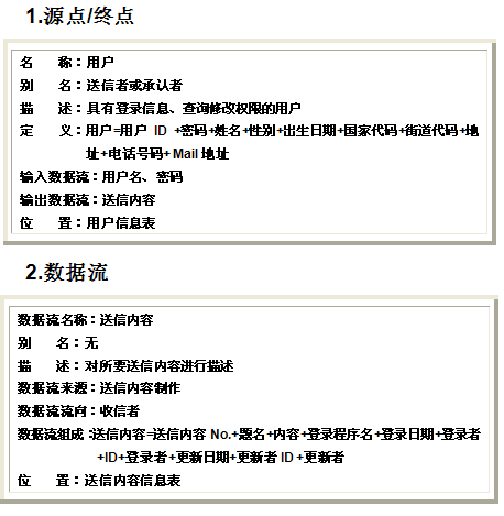 1.源点/终点
名 称：用户
别 名：送信者或承认者
描 述：具有登录信息、查询修改权限的用户
定 义：用户=用户 ID +密码+姓名+性别+出生日期+国家代码+街道代码+地
址+电话号码+ Mail 地址
输入数据流：用户名、密码
输出数据流：送信内容
位 置：用户信息表
2.数据流
数据流名称：送信内容
别 名：无
描 述：对所要送信内容进行描述
数据流来源：送信内容制作
数据流流向：收信者
数据流组成：送信内容=送信内容 No.+题名+内容+登录程序名+登录日期+登录者
+ID+登录者+更新日期+更新者 ID +更新者
位 置：送信内容信息表